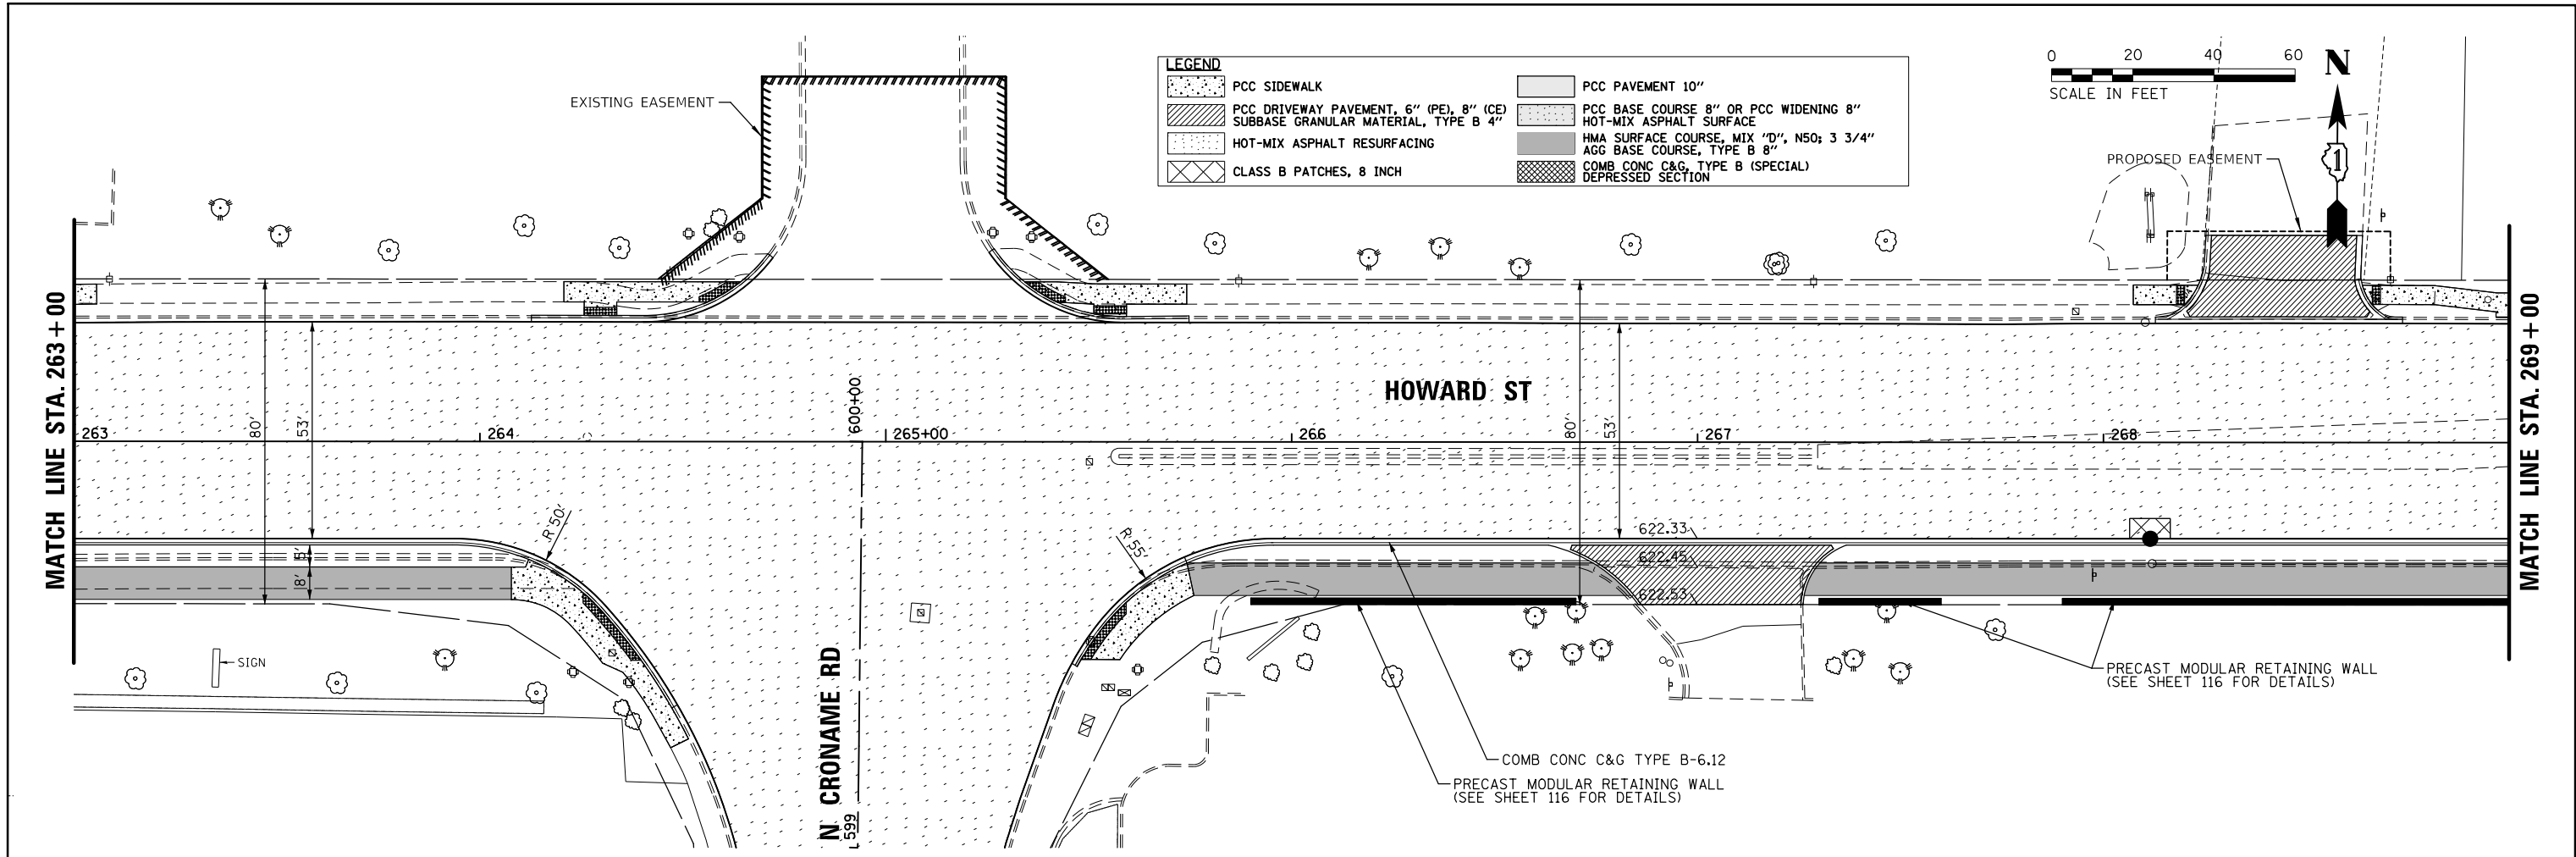 LEGEND
PCC SIDEWALK
PCC DRIVEWAY PAVEMENT, 6" (PE), 8" (CE)
SUBBASE GRANULAR MATERIAL, TYPE B 4"
HOT-MIX ASPHALT RESURFACING
CLASS B PATCHES, 8 INCH
PCC PAVEMENT 10"
PCC BASE COURSE 8" OR PCC WIDENING 8"
HOT-MIX ASPHALT SURFACE
HMA SURFACE COURSE, MIX "D", N50; 3 3/4"
AGG BASE COURSE, TYPE B 8"
COMB CONC C&G, TYPE B (SPECIAL)
DEPRESSED SECTION
0 20 40 60
SCALE IN FEET
N
1
EXISTING EASEMENT
PROPOSED EASEMENT
MATCH LINE STA. 263+00
MATCH LINE STA. 269+00
HOWARD ST
80'
53'
80'
53'
263
264
600+00
265+00
266
267
268
R 50'
R 55'
5'
8'
622.33
622.45
622.53
SIGN
N CRONAME RD
599
PRECAST MODULAR RETAINING WALL
(SEE SHEET 116 FOR DETAILS)
COMB CONC C&G TYPE B-6.12
PRECAST MODULAR RETAINING WALL
(SEE SHEET 116 FOR DETAILS)